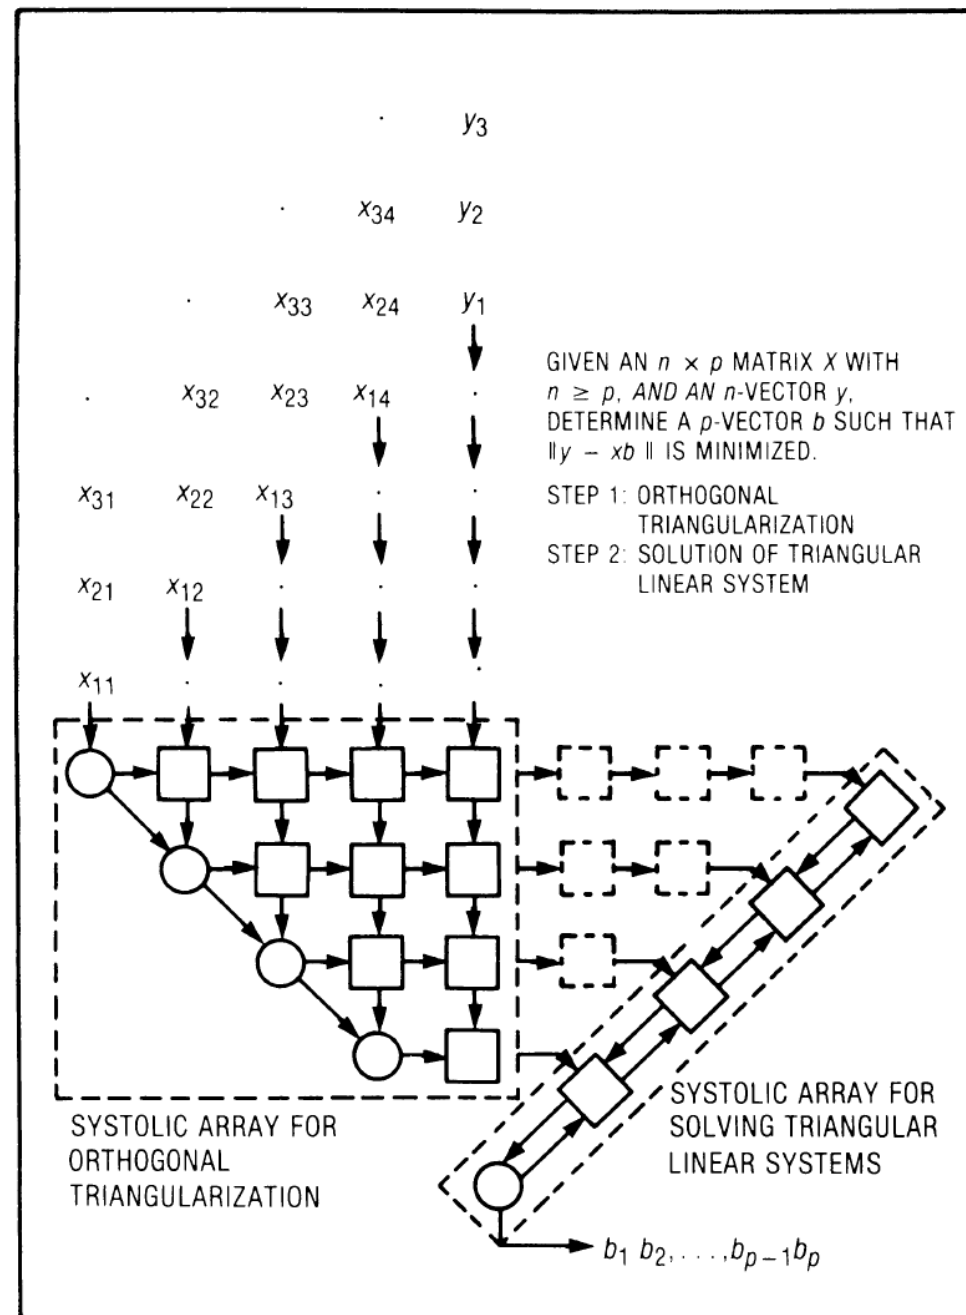 y₃
x₃₄ y₂
x₃₃ x₂₄ y₁
x₃₂ x₂₃ x₁₄
x₃₁ x₂₂ x₁₃
x₂₁ x₁₂
x₁₁
GIVEN AN n × p MATRIX X WITH
n ≥ p, AND AN n-VECTOR y,
DETERMINE A p-VECTOR b SUCH THAT
‖y − xb‖ IS MINIMIZED.
STEP 1: ORTHOGONAL
TRIANGULARIZATION
STEP 2: SOLUTION OF TRIANGULAR
LINEAR SYSTEM
SYSTOLIC ARRAY FOR
ORTHOGONAL
TRIANGULARIZATION
SYSTOLIC ARRAY FOR
SOLVING TRIANGULAR
LINEAR SYSTEMS
b₁ b₂,...,bₚ₋₁bₚ